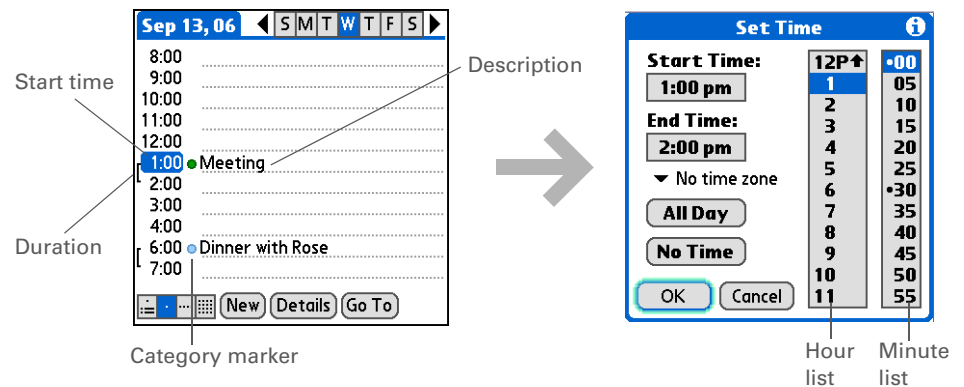 Sep 13, 06 S M T W T F S
8:00
9:00
10:00
11:00
12:00
1:00 Meeting
2:00
3:00
4:00
6:00 Dinner with Rose
7:00
New Details Go To
Start time
Duration
Description
Category marker
Set Time
Start Time:
1:00 pm
End Time:
2:00 pm
No time zone
All Day
No Time
OK Cancel
12P
1
2
3
4
5
6
7
8
9
10
11
•00
05
10
15
20
25
•30
35
40
45
50
55
Hour
list
Minute
list